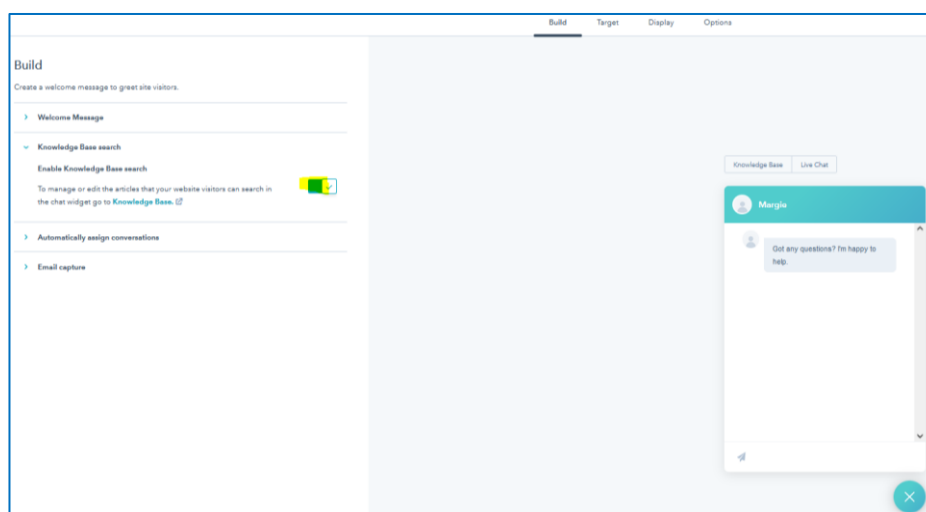 Build Target Display Options
Build
Create a welcome message to greet site visitors.
Welcome Message
Knowledge Base search
Enable Knowledge Base search
To manage or edit the articles that your website visitors can search in
the chat widget go to Knowledge Base.
Automatically assign conversations
Email capture
Knowledge Base Live Chat
Margie
Got any questions? I'm happy to
help.